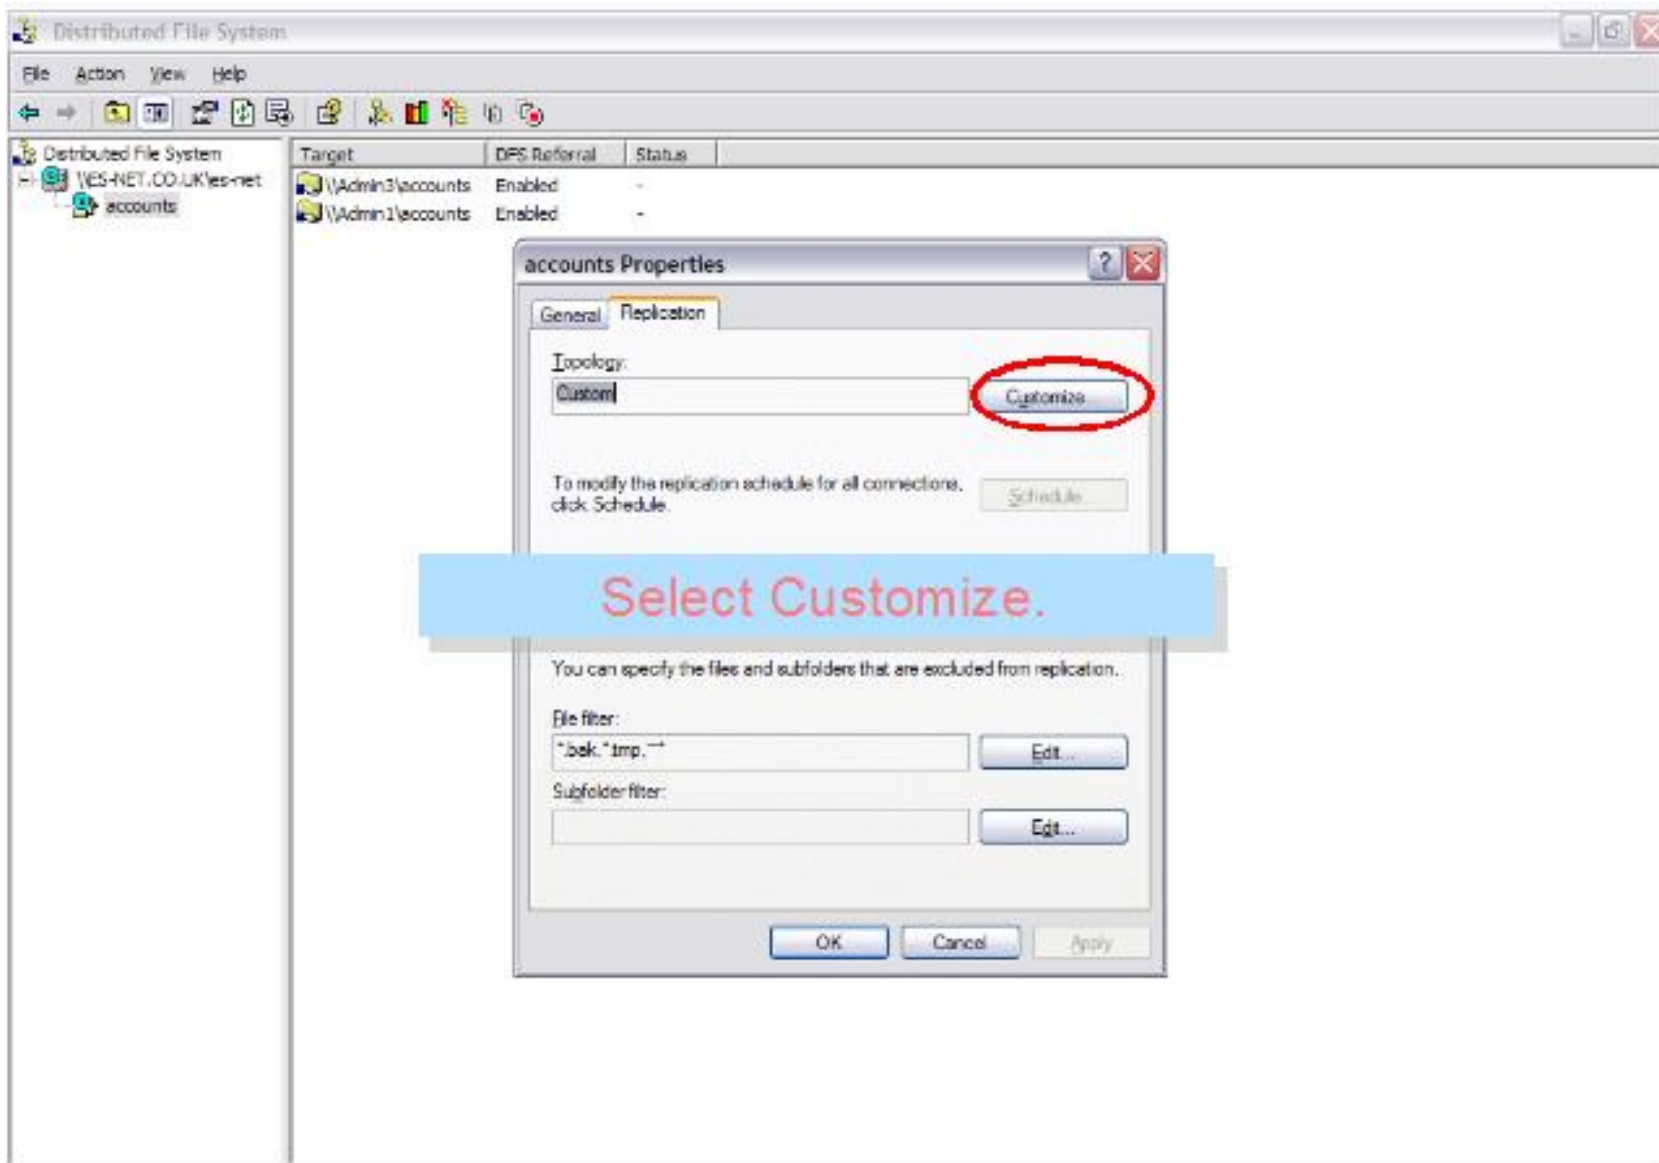 Distributed File System
File Action View Help
Distributed File System
\\ES-NET.CO.UK\es-net
accounts
Target DFS Referral Status
\\Admin3\accounts Enabled -
\\Admin1\accounts Enabled -
accounts Properties
General Replication
Topology:
Custom
Customize...
To modify the replication schedule for all connections,
click Schedule.
Schedule...
Select Customize.
You can specify the files and subfolders that are excluded from replication.
File filter:
*.bak, *.tmp, ~*
Edit...
Subfolder filter:
Edit...
OK Cancel Apply